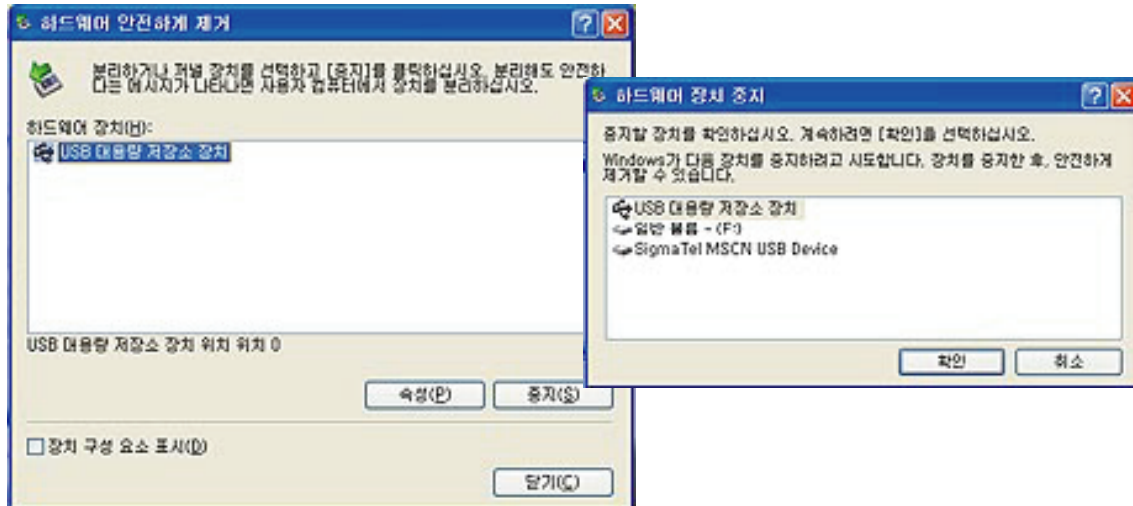 하드웨어 안전하게 제거
분리하거나 꺼낼 장치를 선택하고 [중지]를 클릭하십시오. 분리해도 안전하
다는 메시지가 나타나면 사용자 컴퓨터에서 장치를 분리하십시오.
하드웨어 장치(H):
USB 대용량 저장소 장치
USB 대용량 저장소 장치 위치 위치 0
속성(P)
중지(S)
장치 구성 요소 표시(D)
닫기(C)
하드웨어 장치 중지
중지할 장치를 확인하십시오. 계속하려면 [확인]을 선택하십시오.
Windows가 다음 장치를 중지하려고 시도합니다. 장치를 중지한 후, 안전하게
제거할 수 있습니다.
USB 대용량 저장소 장치
일반 볼륨 - (F:)
SigmaTel MSCN USB Device
확인
취소